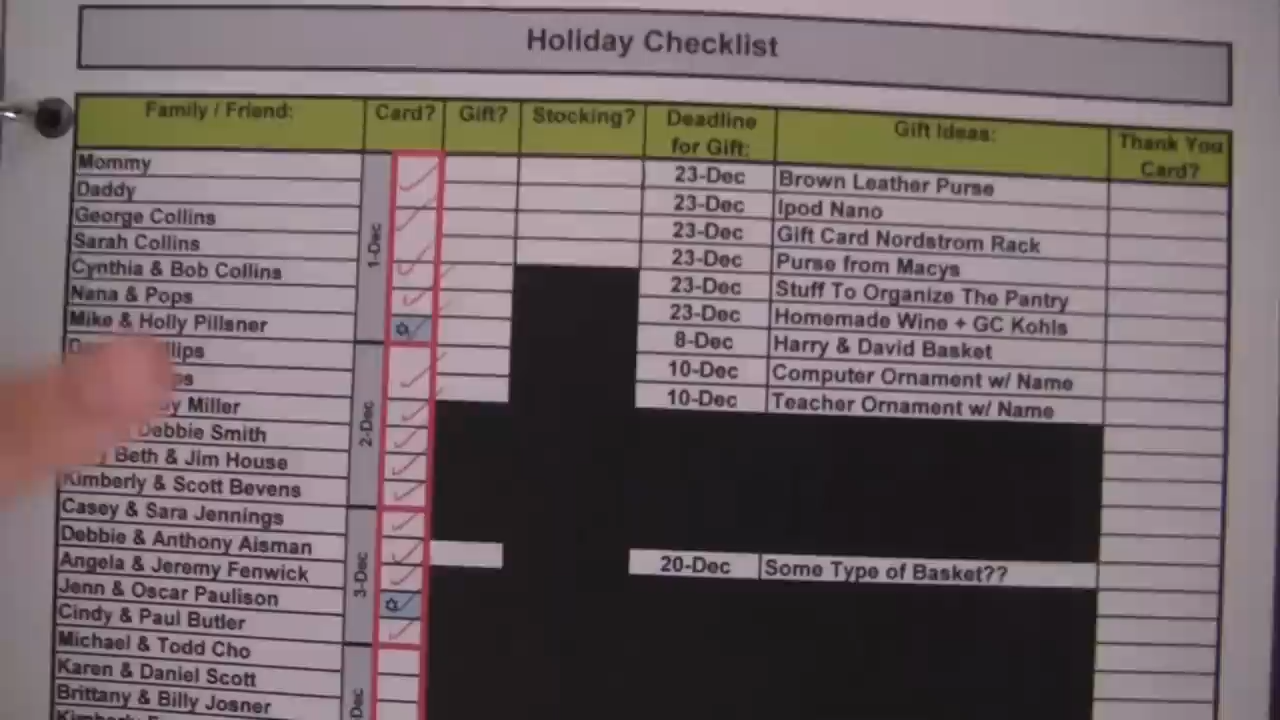 Holiday Checklist
Family / Friend: Card? Gift? Stocking? Deadline for Gift: Gift Ideas: Thank You Card?
1-Dec
Mommy 23-Dec Brown Leather Purse
Daddy 23-Dec Ipod Nano
George Collins 23-Dec Gift Card Nordstrom Rack
Sarah Collins 23-Dec Purse from Macys
Cynthia & Bob Collins 23-Dec Stuff To Organize The Pantry
Nana & Pops 23-Dec Homemade Wine + GC Kohls
Mike & Holly Pillsner 8-Dec Harry & David Basket
2-Dec
10-Dec Computer Ornament w/ Name
10-Dec Teacher Ornament w/ Name
Miller
Debbie Smith
Beth & Jim House
Kimberly & Scott Bevens
3-Dec
Casey & Sara Jennings
Debbie & Anthony Aisman 20-Dec Some Type of Basket??
Angela & Jeremy Fenwick
Jenn & Oscar Paulison
Cindy & Paul Butler
Dec
Michael & Todd Cho
Karen & Daniel Scott
Brittany & Billy Josner